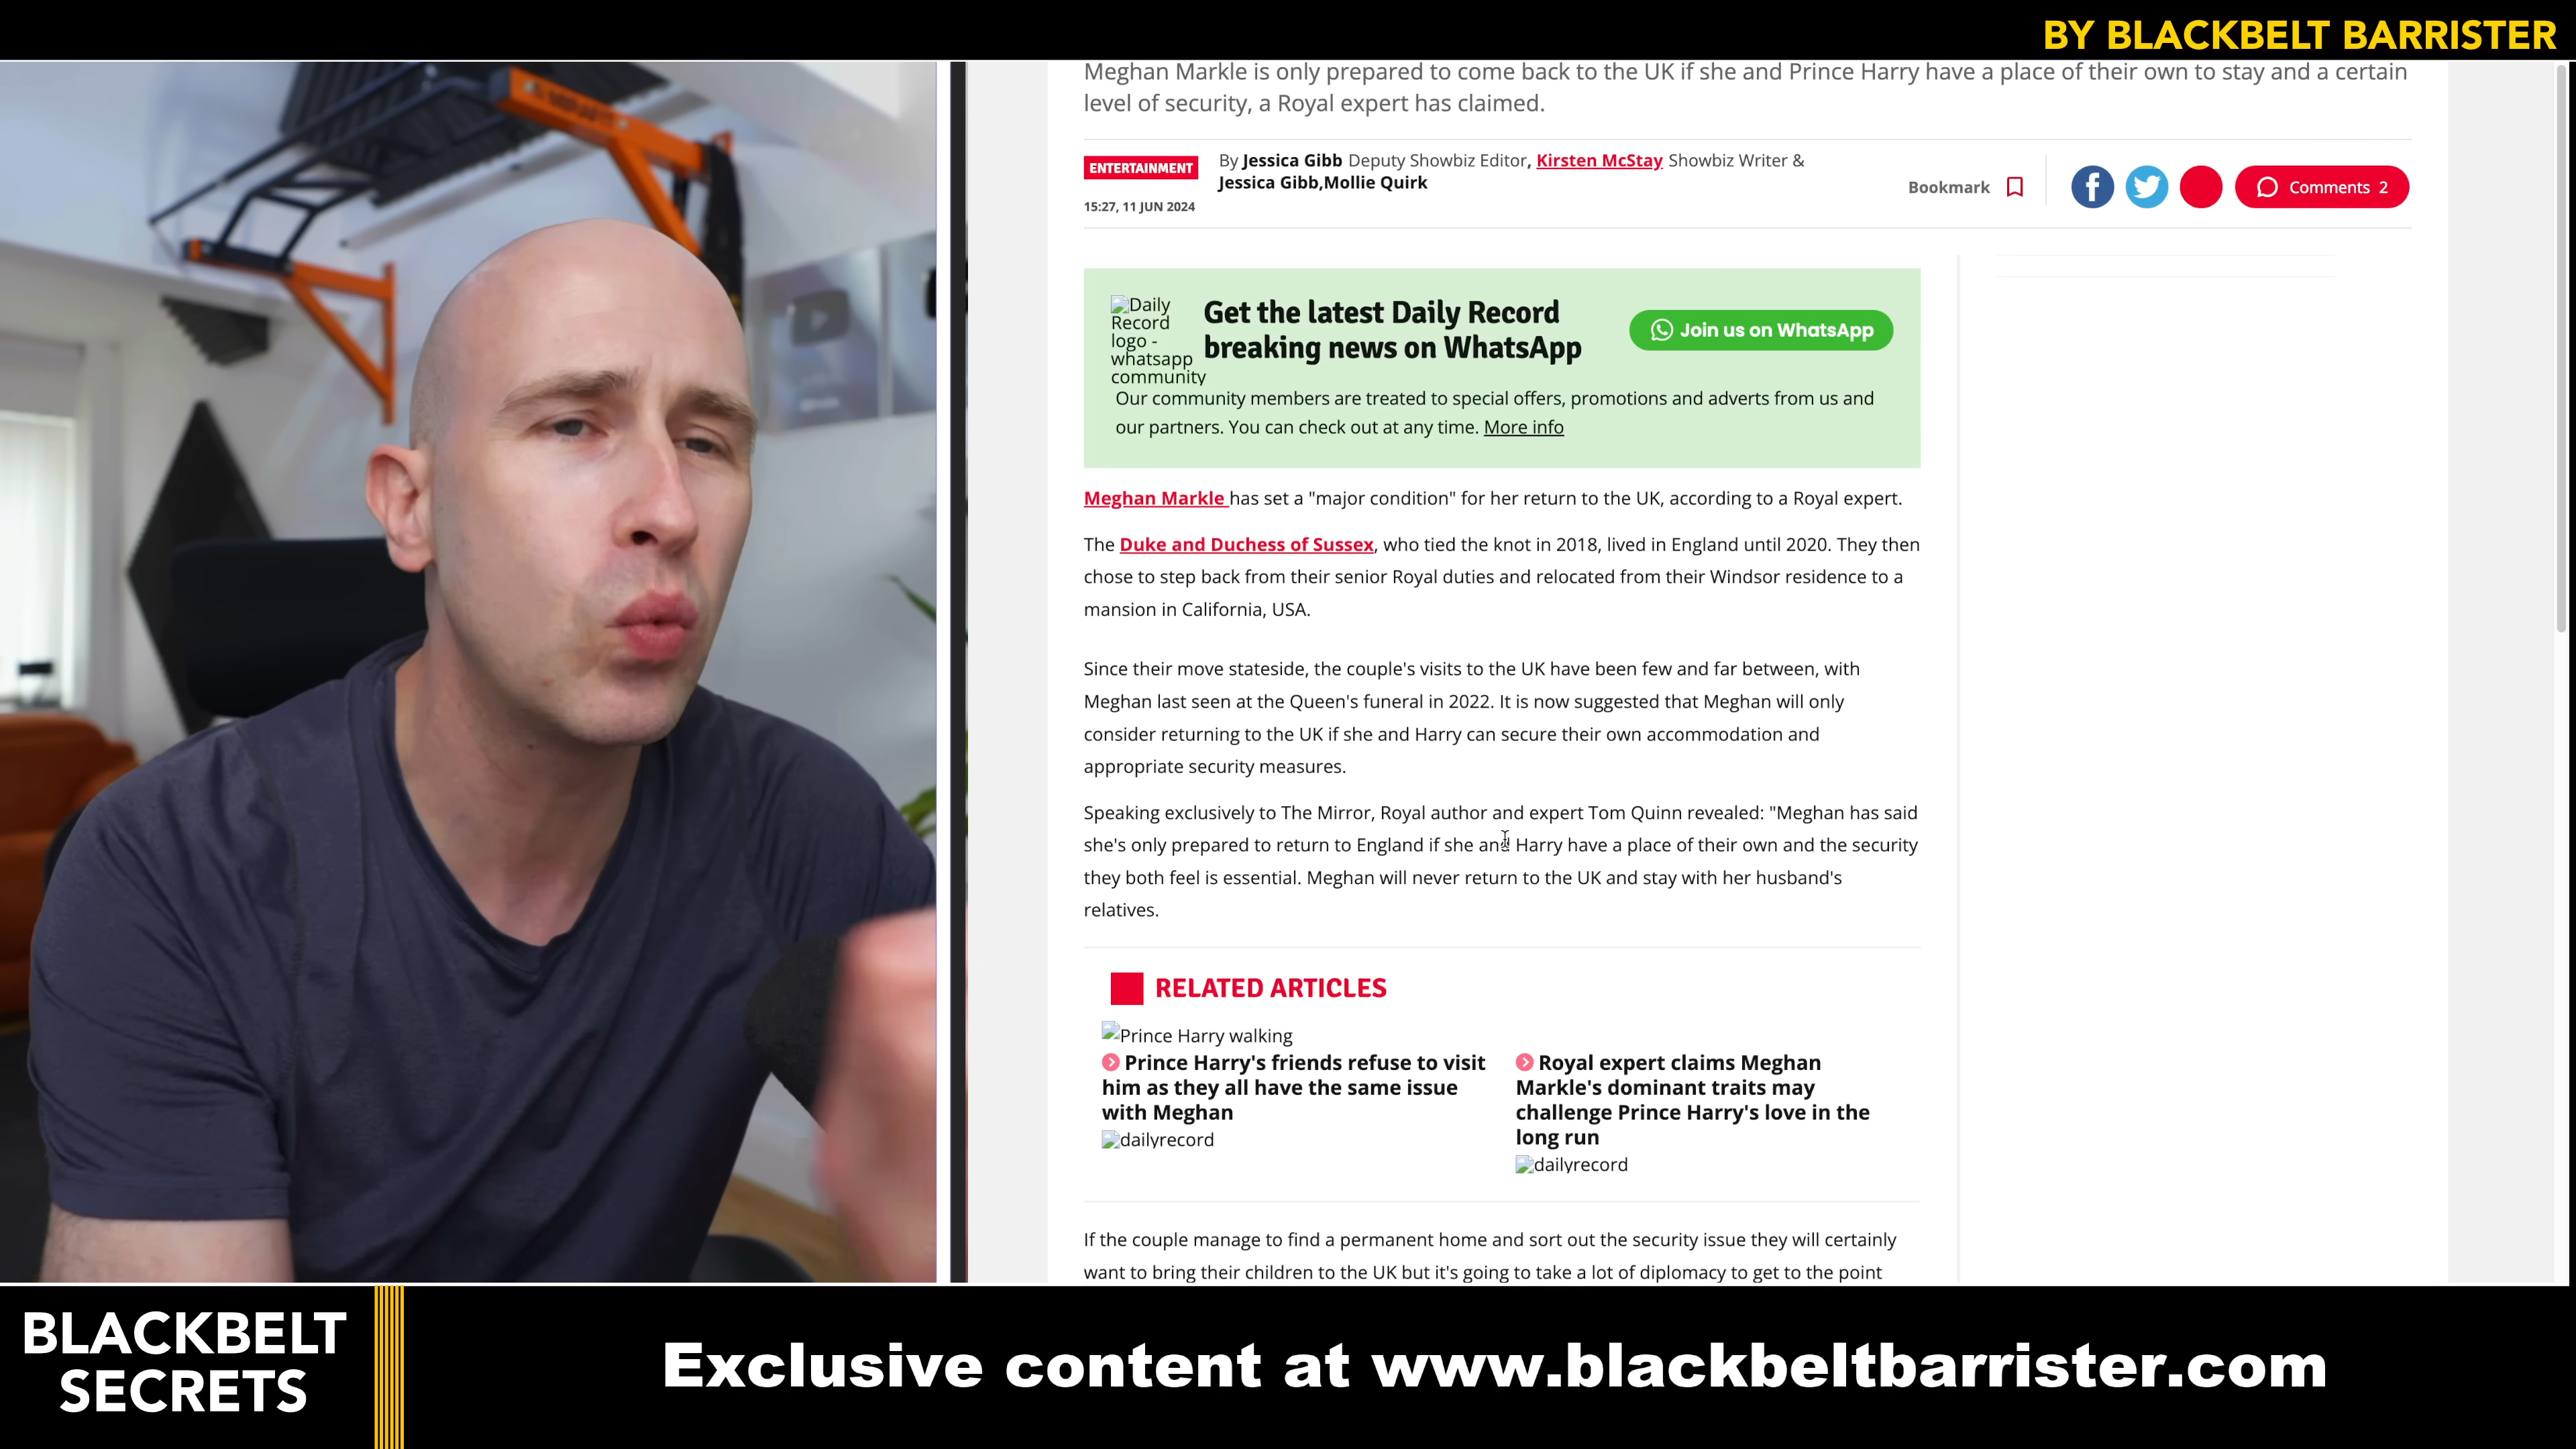 BY BLACKBELT BARRISTER
Meghan Markle is only prepared to come back to the UK if she and Prince Harry have a place of their own to stay and a certain
level of security, a Royal expert has claimed.
ENTERTAINMENT
By Jessica Gibb Deputy Showbiz Editor, Kirsten McStay Showbiz Writer &
Jessica Gibb,Mollie Quirk
15:27, 11 JUN 2024
Bookmark
Comments 2
Daily
Record
logo -
whatsapp
community
Get the latest Daily Record
breaking news on WhatsApp
Join us on WhatsApp
Our community members are treated to special offers, promotions and adverts from us and
our partners. You can check out at any time. More info
Meghan Markle has set a "major condition" for her return to the UK, according to a Royal expert.
The Duke and Duchess of Sussex, who tied the knot in 2018, lived in England until 2020. They then
chose to step back from their senior Royal duties and relocated from their Windsor residence to a
mansion in California, USA.
Since their move stateside, the couple's visits to the UK have been few and far between, with
Meghan last seen at the Queen's funeral in 2022. It is now suggested that Meghan will only
consider returning to the UK if she and Harry can secure their own accommodation and
appropriate security measures.
Speaking exclusively to The Mirror, Royal author and expert Tom Quinn revealed: "Meghan has said
she's only prepared to return to England if she and Harry have a place of their own and the security
they both feel is essential. Meghan will never return to the UK and stay with her husband's
relatives.
RELATED ARTICLES
Prince Harry walking
Prince Harry's friends refuse to visit
him as they all have the same issue
with Meghan
dailyrecord
Royal expert claims Meghan
Markle's dominant traits may
challenge Prince Harry's love in the
long run
dailyrecord
If the couple manage to find a permanent home and sort out the security issue they will certainly
want to bring their children to the UK but it's going to take a lot of diplomacy to get to the point
BLACKBELT
SECRETS
Exclusive content at www.blackbeltbarrister.com